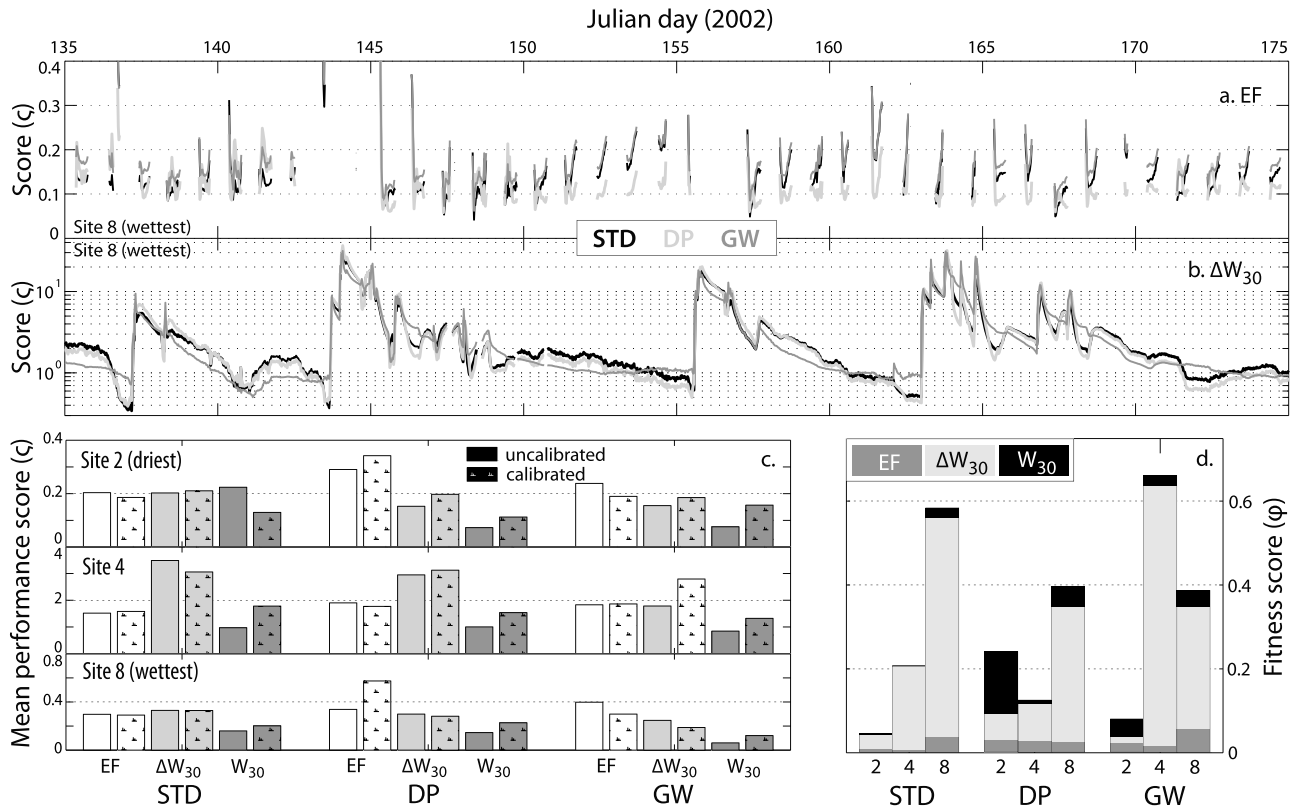 Julian day (2002)
135 140 145 150 155 160 165 170 175
Score (ς)
0.4
0.3
0.2
0.1
0
a. EF
Site 8 (wettest)
STD DP GW
Site 8 (wettest)
b. ΔW30
Score (ς)
10¹
10⁰
Mean performance score (ς)
0.4
0.2
0
Site 2 (driest)
uncalibrated
calibrated
c.
4
2
0
Site 4
0.8
0.4
0
Site 8 (wettest)
EF ΔW30 W30 EF ΔW30 W30 EF ΔW30 W30
STD DP GW
EF ΔW30 W30
d.
Fitness score (φ)
0.6
0.4
0.2
0
2 4 8 2 4 8 2 4 8
STD DP GW